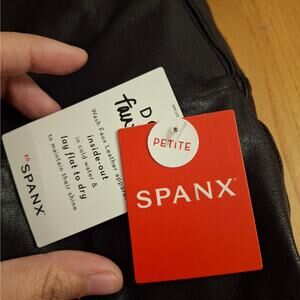 Wash Faux Leather
inside-out
in cold water &
lay flat to dry
to maintain their shine
SPANX
PETITE
SPANX